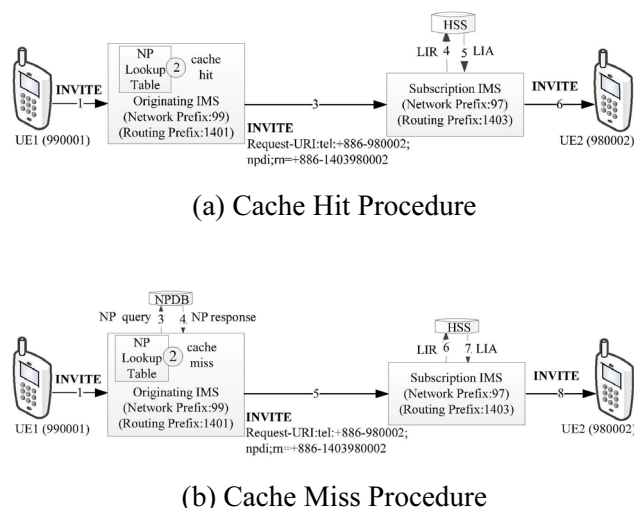 HSS
NP
Lookup
Table
2
cache
hit
LIR
4
5
LIA
INVITE
1
Originating IMS
(Network Prefix:99)
(Routing Prefix:1401)
3
Subscription IMS
(Network Prefix:97)
(Routing Prefix:1403)
INVITE
6
UE1 (990001)
INVITE
Request-URI:tel:+886-980002;
npdi;rn=+886-1403980002
UE2 (980002)
(a) Cache Hit Procedure
NPDB
NP query
3
4
NP response
HSS
NP
Lookup
Table
2
cache
miss
LIR
6
7
LIA
INVITE
1
Originating IMS
(Network Prefix:99)
(Routing Prefix:1401)
5
Subscription IMS
(Network Prefix:97)
(Routing Prefix:1403)
INVITE
8
UE1 (990001)
INVITE
Request-URI:tel:+886-980002;
npdi;rn=+886-1403980002
UE2 (980002)
(b) Cache Miss Procedure